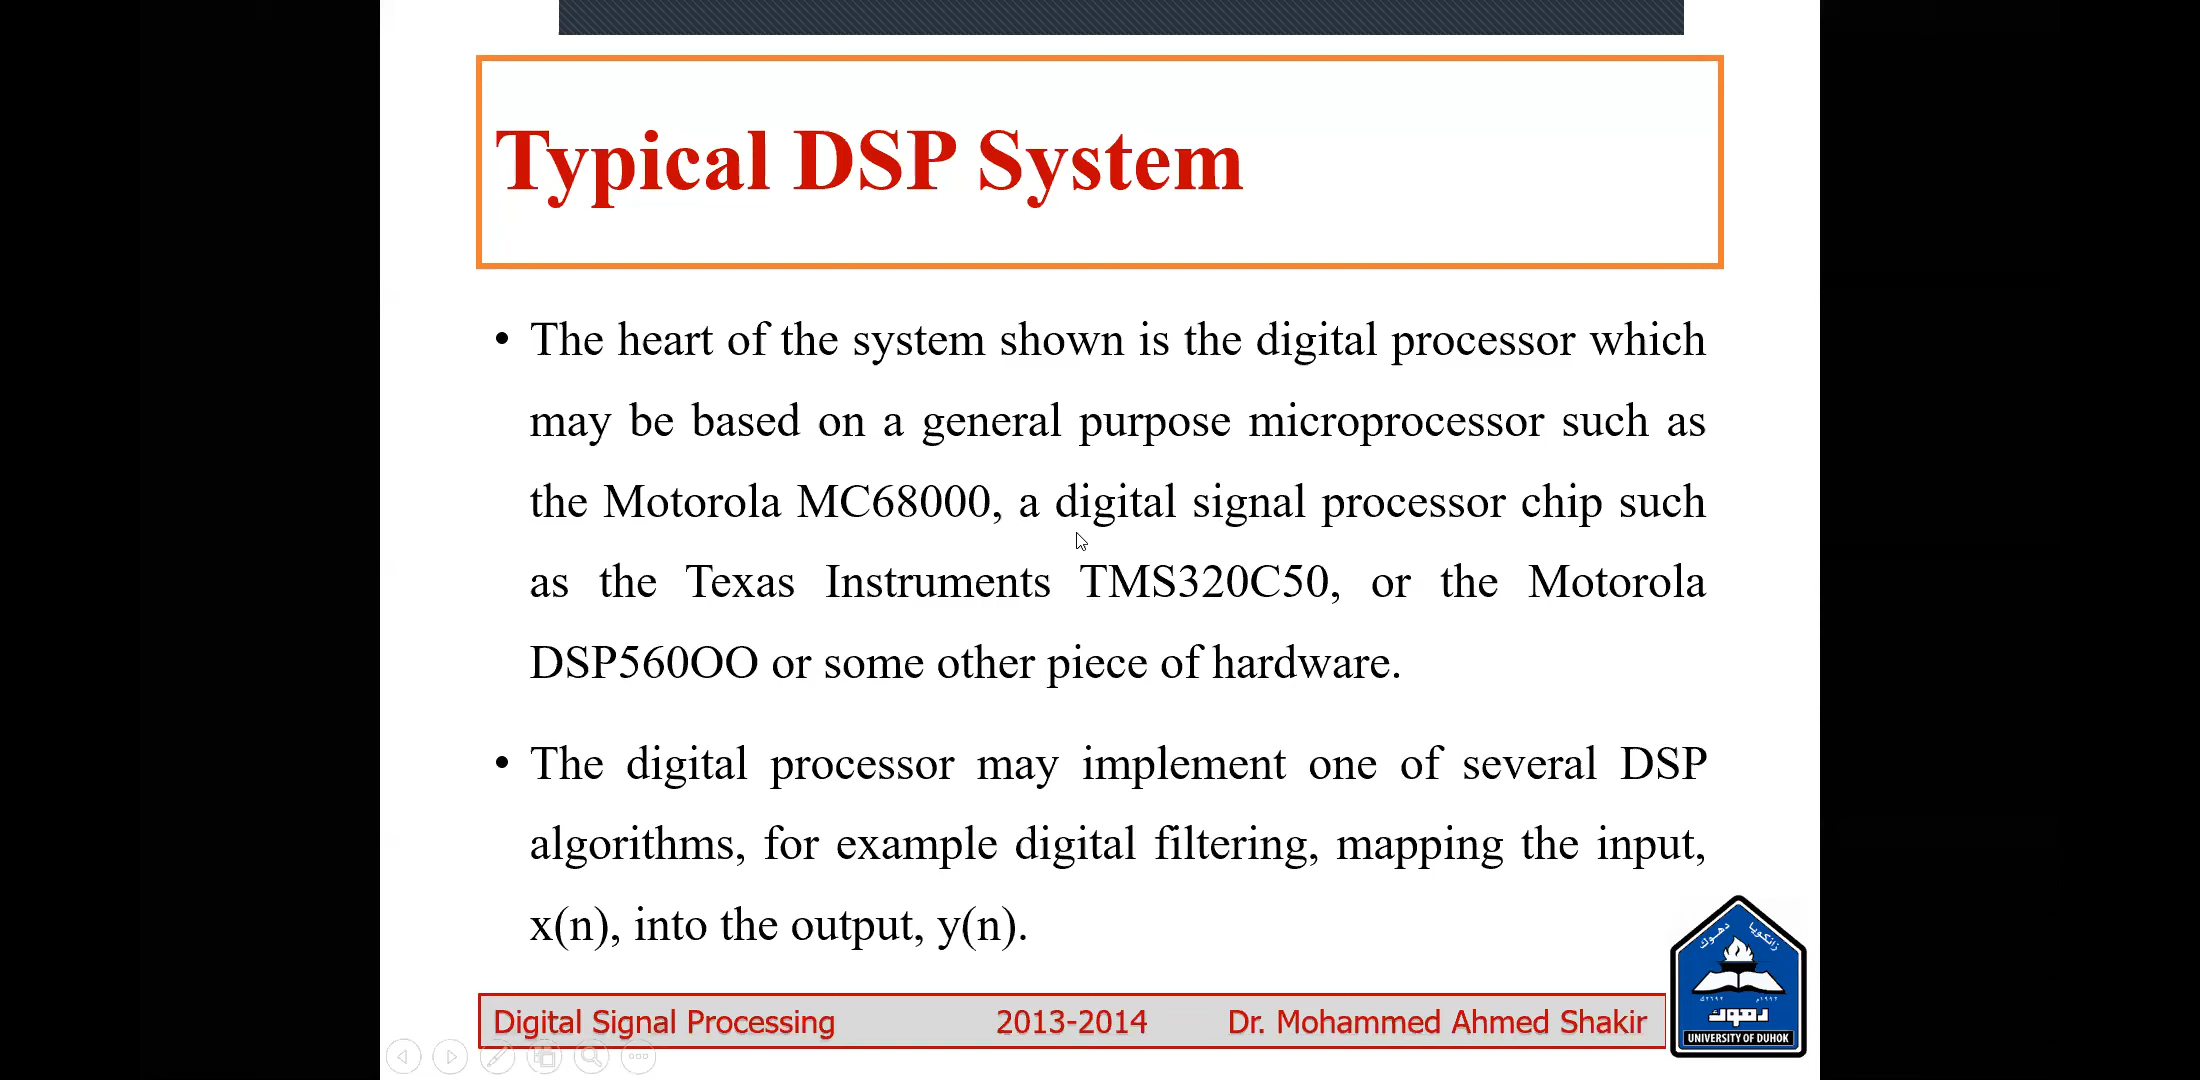 Typical DSP System
• The heart of the system shown is the digital processor which
may be based on a general purpose microprocessor such as
the Motorola MC68000, a digital signal processor chip such
as the Texas Instruments TMS320C50, or the Motorola
DSP560OO or some other piece of hardware.
• The digital processor may implement one of several DSP
algorithms, for example digital filtering, mapping the input,
x(n), into the output, y(n).
Digital Signal Processing 2013-2014 Dr. Mohammed Ahmed Shakir
زانكويا دهوك
دهوك
UNIVERSITY OF DUHOK